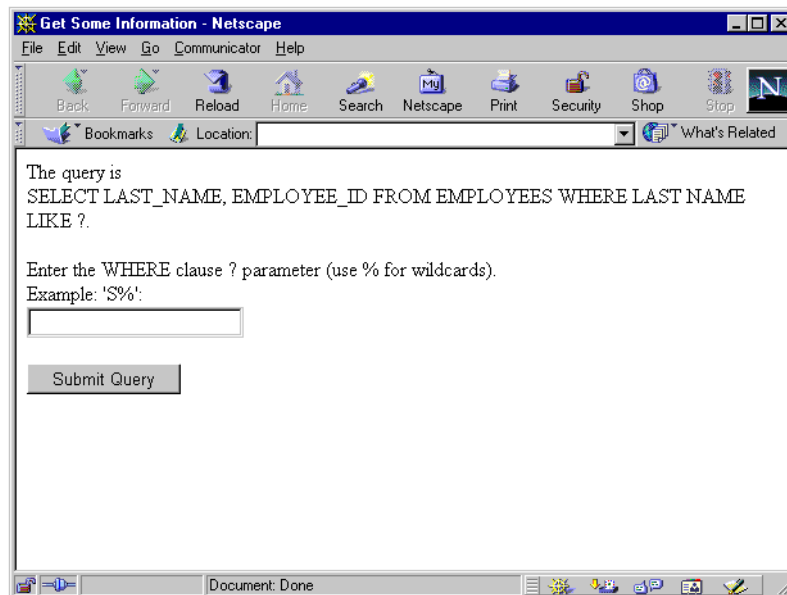 Get Some Information - Netscape
File Edit View Go Communicator Help
Back Forward Reload Home Search Netscape Print Security Shop Stop
My
N
Bookmarks Location: What's Related
The query is
SELECT LAST_NAME, EMPLOYEE_ID FROM EMPLOYEES WHERE LAST NAME
LIKE ?.
Enter the WHERE clause ? parameter (use % for wildcards).
Example: 'S%':
Submit Query
Document: Done